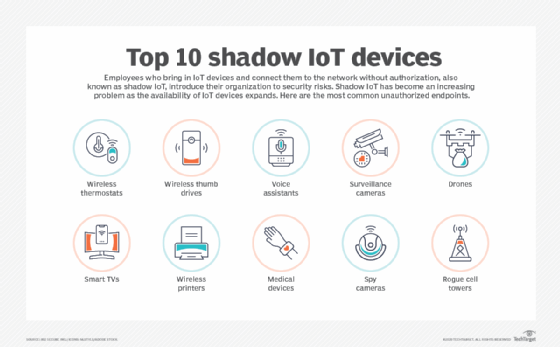 Top 10 shadow IoT devices
Employees who bring in IoT devices and connect them to the network without authorization, also
known as shadow IoT, introduce their organization to security risks. Shadow IoT has become an increasing
problem as the availability of IoT devices expands. Here are the most common unauthorized endpoints.
Wireless
thermostats
Wireless thumb
drives
Voice
assistants
Surveillance
cameras
Drones
Smart TVs
Wireless
printers
Medical
devices
Spy
cameras
Rogue cell
towers
TechTarget